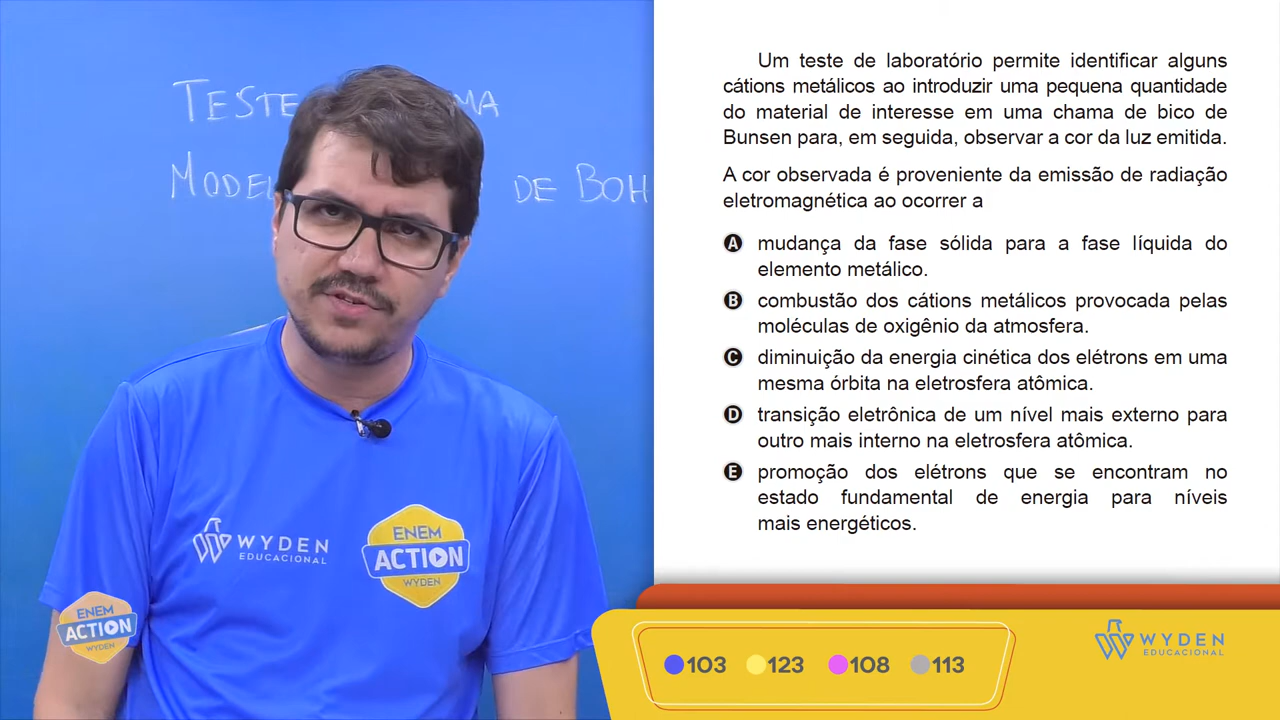 TESTE
MA
MODE
DE BOH
WYDEN
EDUCACIONAL
ENEM
ACTION
WYDEN
ENEM
ACTION
WYDEN
Um teste de laboratório permite identificar alguns
cátions metálicos ao introduzir uma pequena quantidade
do material de interesse em uma chama de bico de
Bunsen para, em seguida, observar a cor da luz emitida.
A cor observada é proveniente da emissão de radiação
eletromagnética ao ocorrer a
A mudança da fase sólida para a fase líquida do
elemento metálico.
B combustão dos cátions metálicos provocada pelas
moléculas de oxigênio da atmosfera.
C diminuição da energia cinética dos elétrons em uma
mesma órbita na eletrosfera atômica.
D transição eletrônica de um nível mais externo para
outro mais interno na eletrosfera atômica.
E promoção dos elétrons que se encontram no
estado fundamental de energia para níveis
mais energéticos.
103 123 108 113
WYDEN
EDUCACIONAL